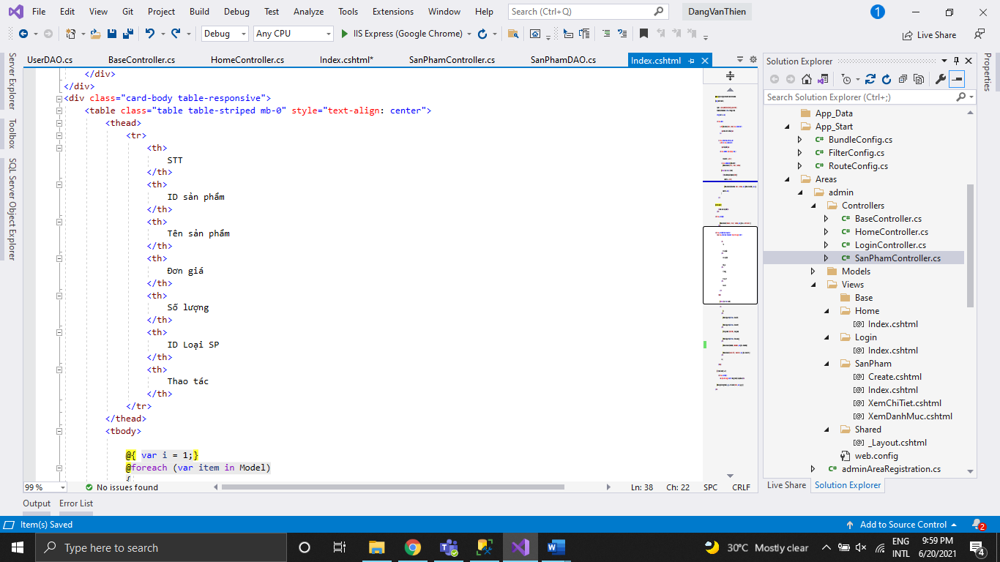 File Edit View Git Project Build Debug Test Analyze Tools Extensions Window Help Search (Ctrl+Q) DangVanThien 1
Debug Any CPU IIS Express (Google Chrome) Live Share
UserDAO.cs BaseController.cs HomeController.cs Index.cshtml* SanPhamController.cs SanPhamDAO.cs Index.cshtml
Server Explorer
Toolbox
SQL Server Object Explorer
</div>
</div>
<div class="card-body table-responsive">
<table class="table table-striped mb-0" style="text-align: center">
<thead>
<tr>
<th>
STT
</th>
<th>
ID sản phẩm
</th>
<th>
Tên sản phẩm
</th>
<th>
Đơn giá
</th>
<th>
Số lượng
</th>
<th>
ID Loại SP
</th>
<th>
Thao tác
</th>
</tr>
</thead>
<tbody>
@{ var i = 1;}
@foreach (var item in Model)
{
99 % No issues found Ln: 38 Ch: 22 SPC CRLF
Solution Explorer
Search Solution Explorer (Ctrl+;)
App_Data
App_Start
C# BundleConfig.cs
C# FilterConfig.cs
C# RouteConfig.cs
Areas
admin
Controllers
C# BaseController.cs
C# HomeController.cs
C# LoginController.cs
C# SanPhamController.cs
Models
Views
Base
Home
[@] Index.cshtml
Login
[@] Index.cshtml
SanPham
[@] Create.cshtml
[@] Index.cshtml
[@] XemChiTiet.cshtml
[@] XemDanhMuc.cshtml
Shared
[@] _Layout.cshtml
web.config
C# adminAreaRegistration.cs
Live Share Solution Explorer
Properties
Output Error List
Item(s) Saved Add to Source Control 2
Type here to search 30°C Mostly clear ENG INTL 9:59 PM 6/20/2021 4